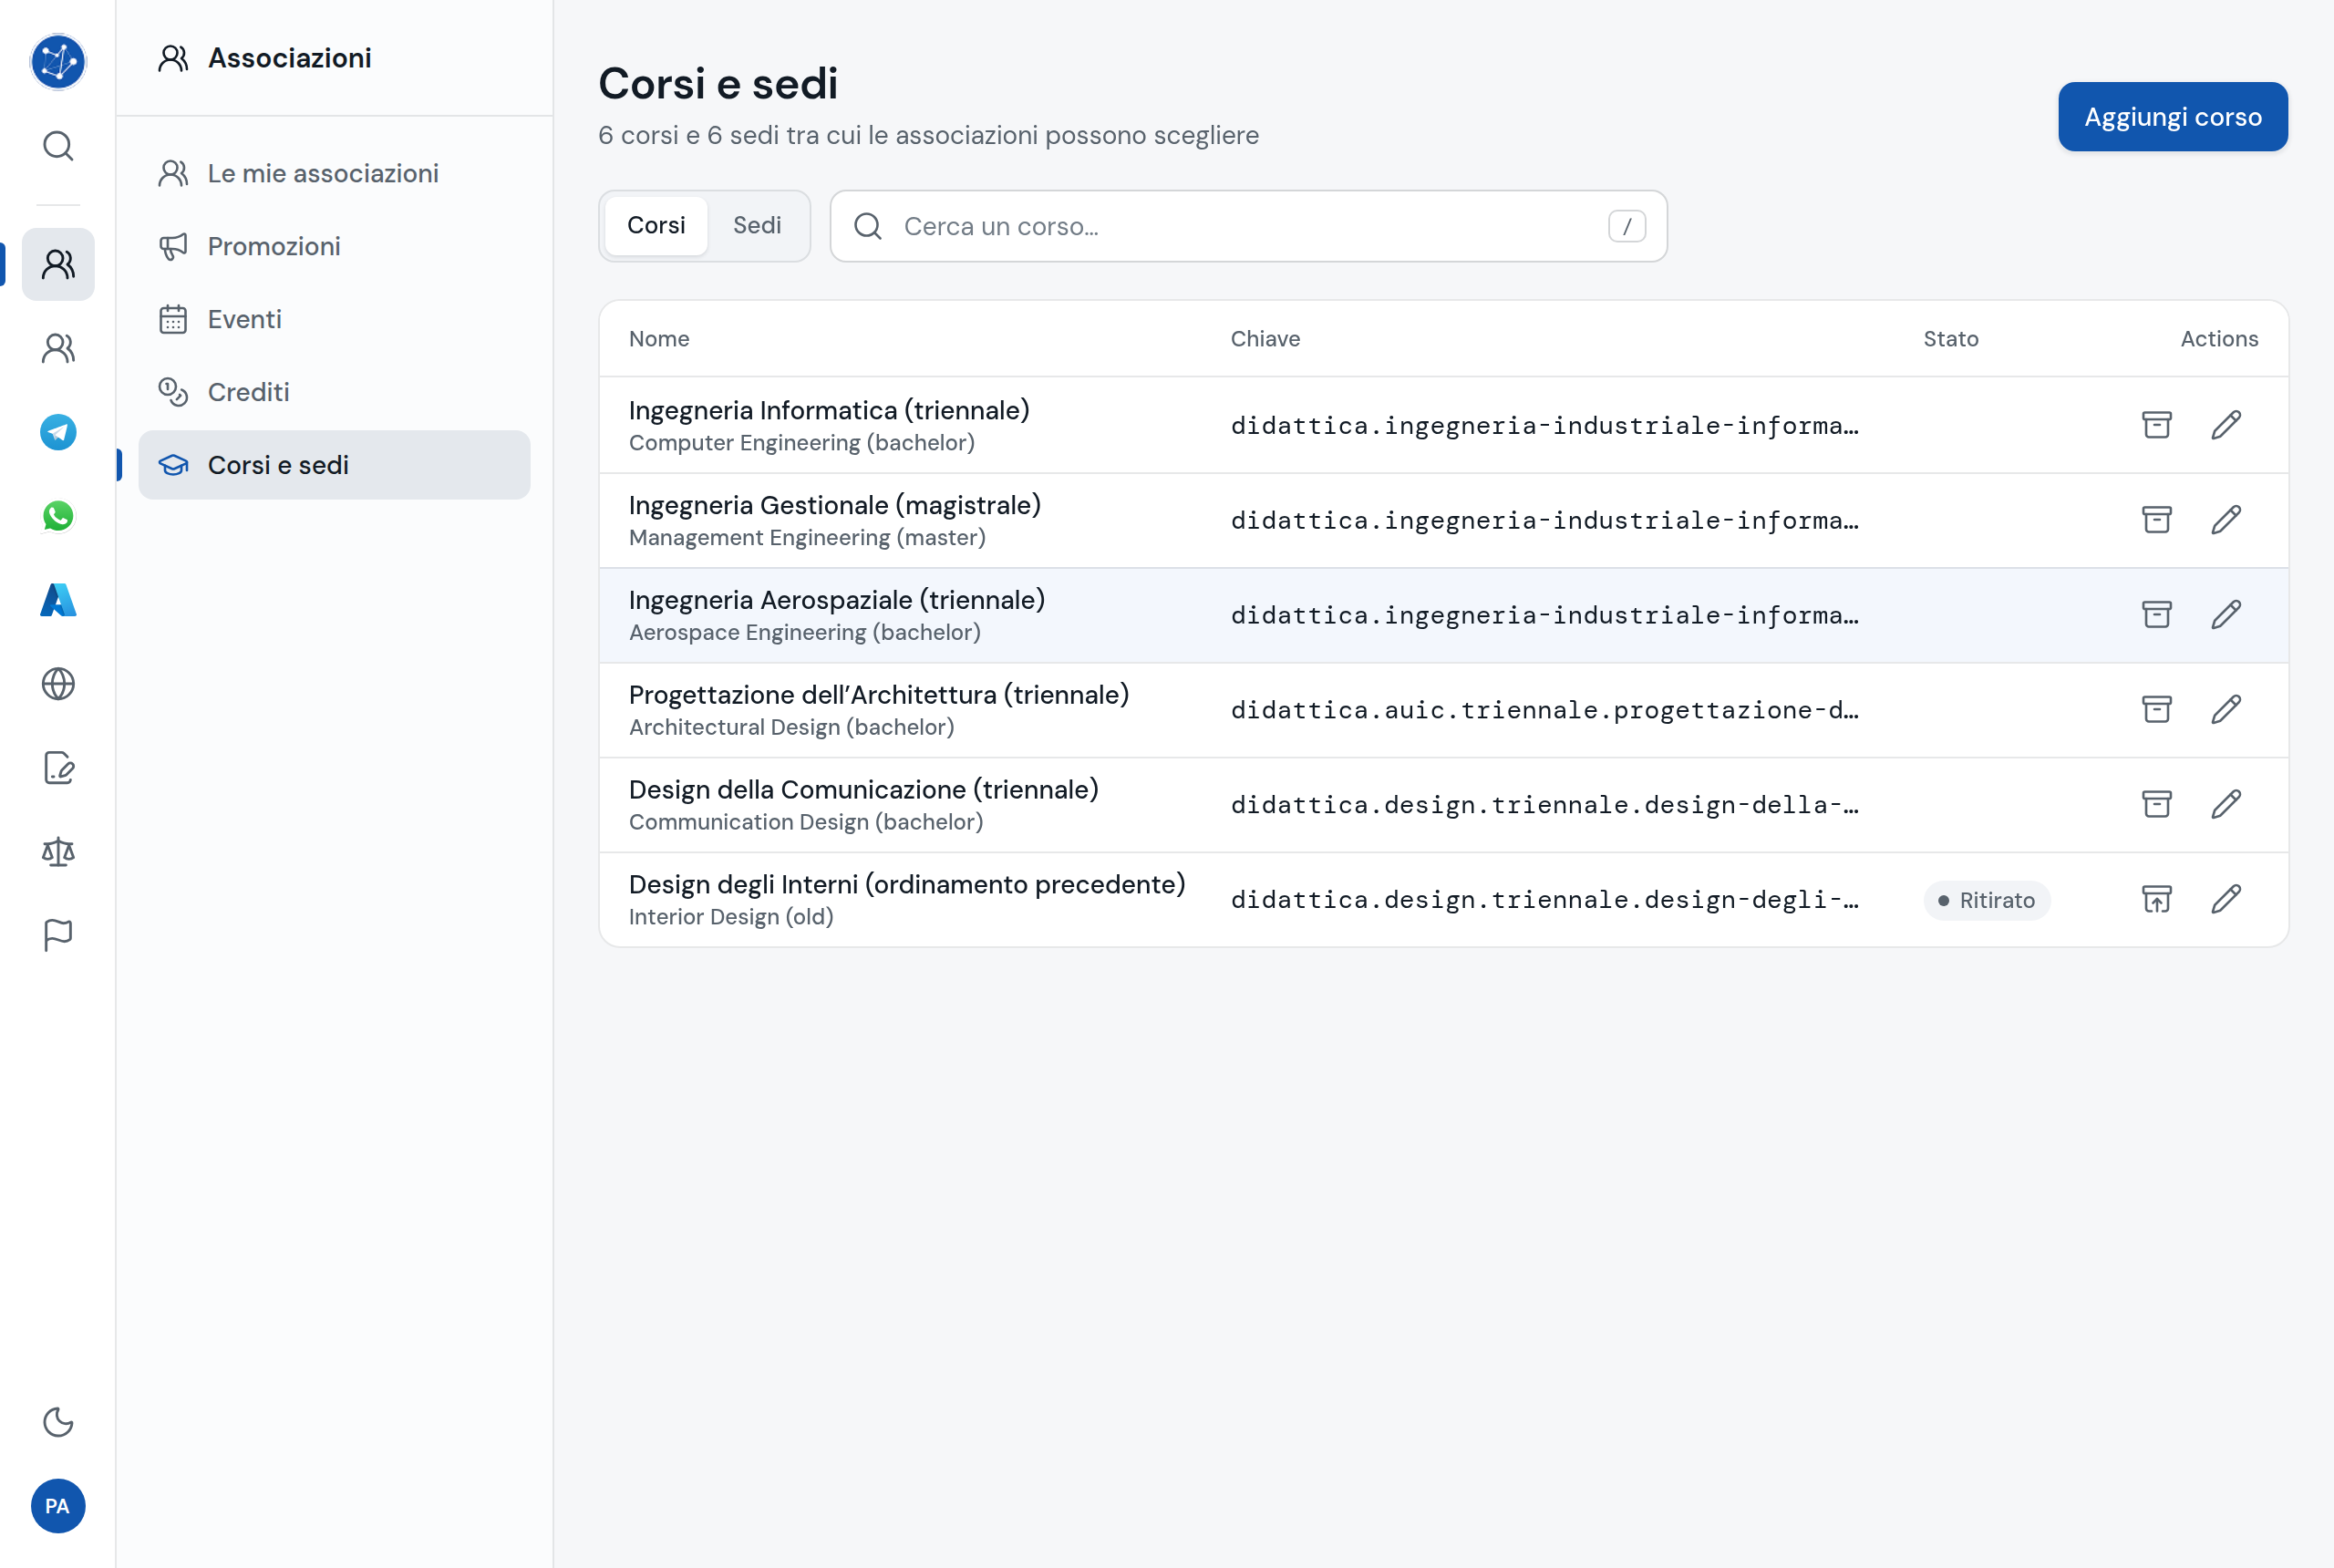 Associazioni
Le mie associazioni
Promozioni
Eventi
Crediti
Corsi e sedi
PA
Corsi e sedi
6 corsi e 6 sedi tra cui le associazioni possono scegliere
Aggiungi corso
Corsi
Sedi
Cerca un corso…
/
Nome
Chiave
Stato
Actions
Ingegneria Informatica (triennale)
Computer Engineering (bachelor)
didattica.ingegneria-industriale-informa…
Ingegneria Gestionale (magistrale)
Management Engineering (master)
didattica.ingegneria-industriale-informa…
Ingegneria Aerospaziale (triennale)
Aerospace Engineering (bachelor)
didattica.ingegneria-industriale-informa…
Progettazione dell’Architettura (triennale)
Architectural Design (bachelor)
didattica.auic.triennale.progettazione-d…
Design della Comunicazione (triennale)
Communication Design (bachelor)
didattica.design.triennale.design-della-…
Design degli Interni (ordinamento precedente)
Interior Design (old)
didattica.design.triennale.design-degli-…
Ritirato